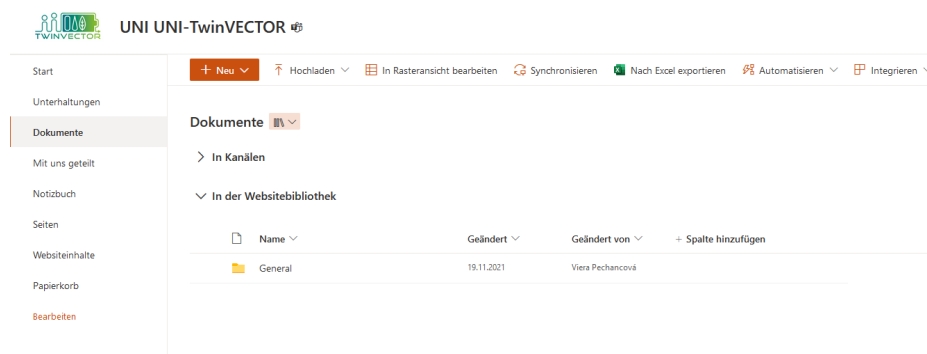 TWINVECTOR
UNI UNI-TwinVECTOR
Start
Unterhaltungen
Dokumente
Mit uns geteilt
Notizbuch
Seiten
Websiteinhalte
Papierkorb
Bearbeiten
+ Neu
Hochladen
In Rasteransicht bearbeiten
Synchronisieren
Nach Excel exportieren
Automatisieren
Integrieren
Dokumente
In Kanälen
In der Websitebibliothek
Name
Geändert
Geändert von
+ Spalte hinzufügen
General
19.11.2021
Viera Pechancová